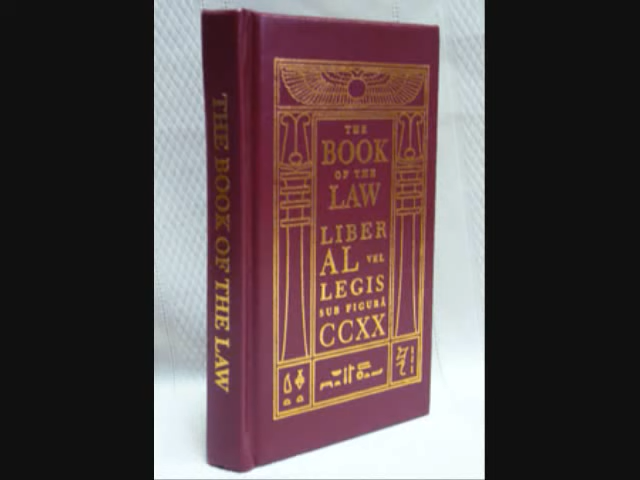 THE BOOK OF THE LAW
THE
BOOK
OF THE
LAW
LIBER
AL VEL
LEGIS
SUB FIGURÂ
CCXX